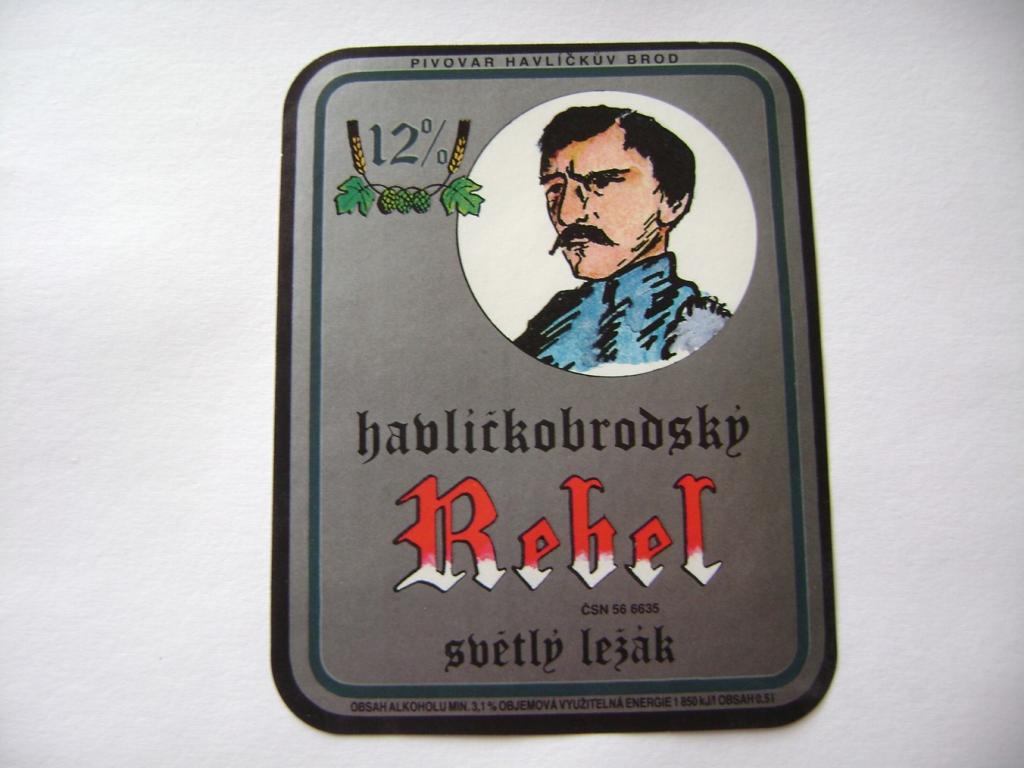 PIVOVAR HAVLÍČKŮV BROD
12%
havlíčkobrodský
Rebel
ČSN 56 6635
světlý ležák
OBSAH ALKOHOLU MIN. 3,1 % OBJEMOVÁ VYUŽITELNÁ ENERGIE 1 850 kJ/l OBSAH 0,5 l